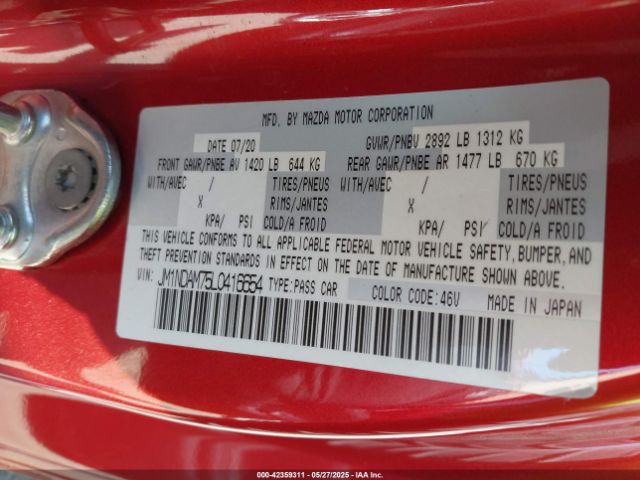 MFD. BY MAZDA MOTOR CORPORATION
DATE 07/20 GVWR/PNBV 2892 LB 1312 KG
FRONT GAWR/PNBE AV 1420 LB 644 KG REAR GAWR/PNBE AR 1477 LB 670 KG
WITH/AVEC / TIRES/PNEUS WITH/AVEC / TIRES/PNEUS
X RIMS/JANTES X RIMS/JANTES
KPA/ PSI COLD/A FROID KPA/ PSI COLD/A FROID
THIS VEHICLE CONFORMS TO ALL APPLICABLE FEDERAL MOTOR VEHICLE SAFETY, BUMPER, AND
THEFT PREVENTION STANDARDS IN EFFECT ON THE DATE OF MANUFACTURE SHOWN ABOVE.
VIN: JM1NDAM75L0416654 TYPE:PASS CAR COLOR CODE:46V MADE IN JAPAN
000-42359311 - 05/27/2025 - IAAI.CA